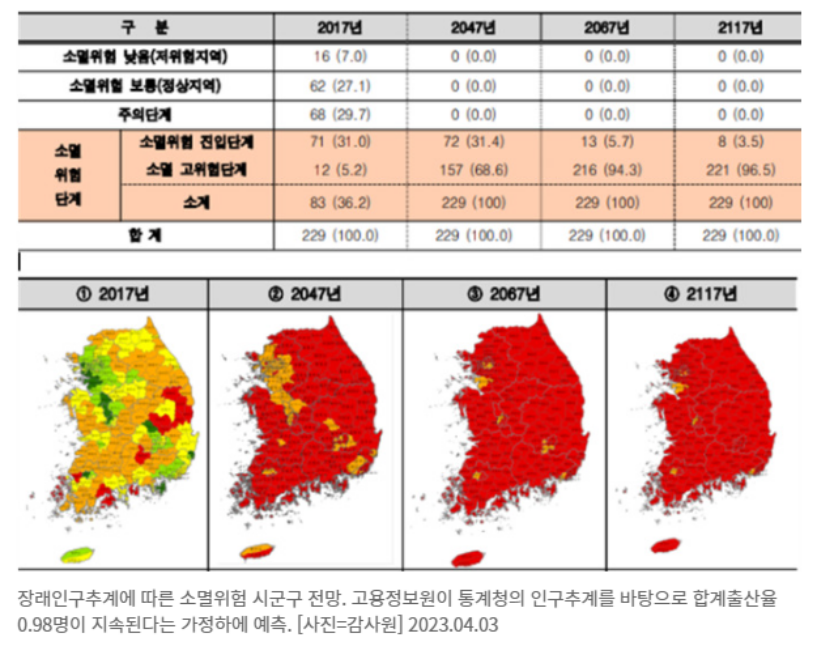 구 분 2017년 2047년 2067년 2117년
소멸위험 낮음(저위험지역) 16 (7.0) 0 (0.0) 0 (0.0) 0 (0.0)
소멸위험 보통(정상지역) 62 (27.1) 0 (0.0) 0 (0.0) 0 (0.0)
주의단계 68 (29.7) 0 (0.0) 0 (0.0) 0 (0.0)
소멸위험 진입단계 71 (31.0) 72 (31.4) 13 (5.7) 8 (3.5)
소멸
위험
단계
소멸 고위험단계 12 (5.2) 157 (68.6) 216 (94.3) 221 (96.5)
소계 83 (36.2) 229 (100) 229 (100) 229 (100)
합 계 229 (100.0) 229 (100.0) 229 (100.0) 229 (100.0)
① 2017년 ② 2047년 ③ 2067년 ④ 2117년
장래인구추계에 따른 소멸위험 시군구 전망. 고용정보원이 통계청의 인구추계를 바탕으로 합계출산율
0.98명이 지속된다는 가정하에 예측. [사진=감사원] 2023.04.03